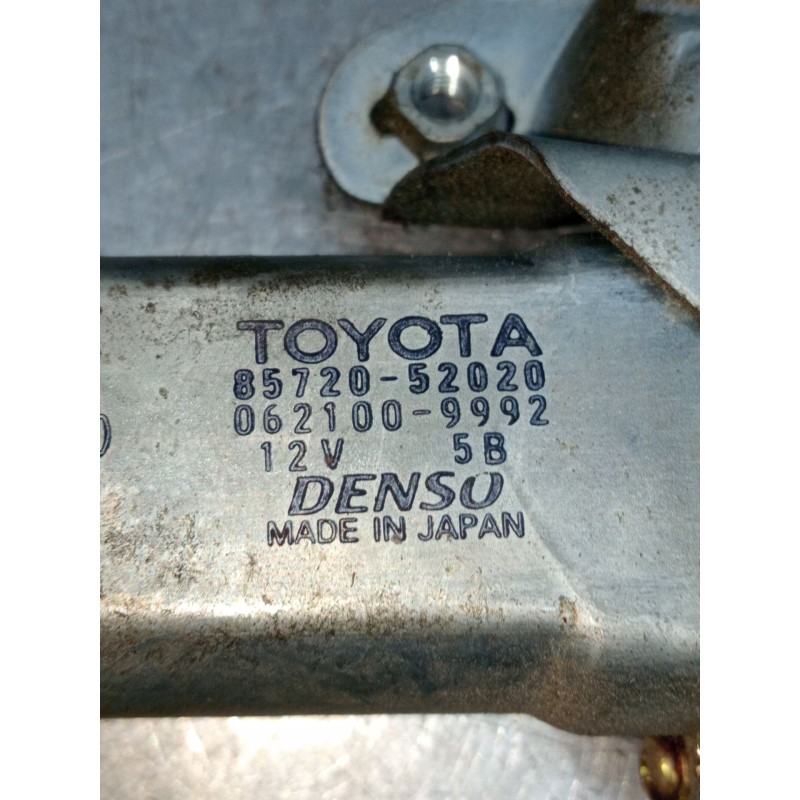 TOYOTA
85720-52020
062100-9992
12V 5B
DENSO
MADE IN JAPAN